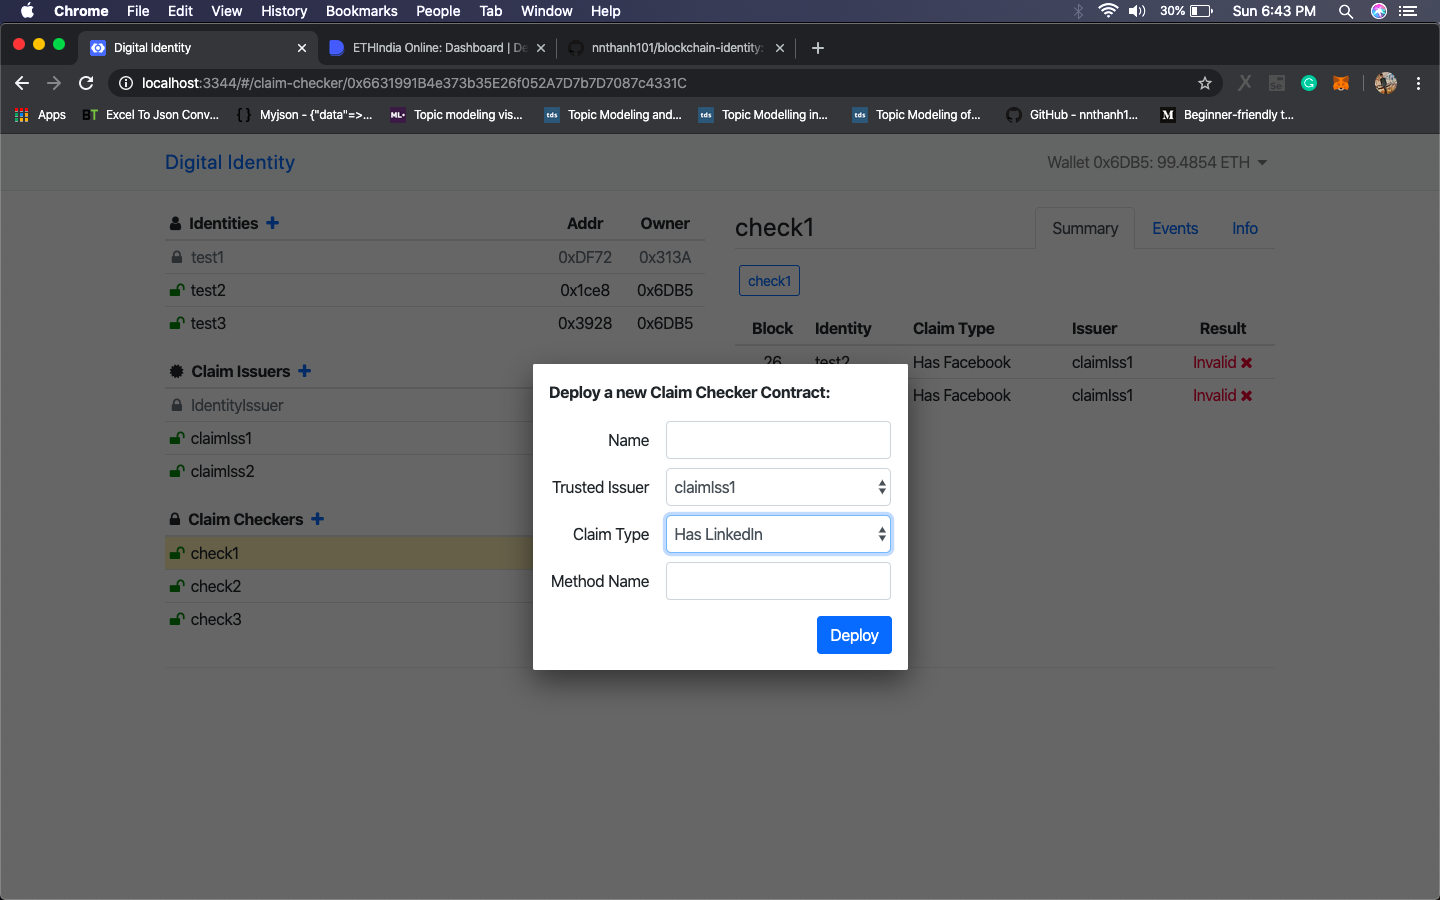 Chrome File Edit View History Bookmarks People Tab Window Help 30% Sun 6:43 PM
Digital Identity ETHIndia Online: Dashboard | De nnthanh101/blockchain-identity:
localhost:3344/#/claim-checker/0x6631991B4e373b35E26f052A7D7b7D7087c4331C
Apps BT Excel To Json Conv... { } Myjson - {"data"=>... ML Topic modeling vis... tds Topic Modeling and... tds Topic Modelling in... tds Topic Modeling of... GitHub - nnthanh1... M Beginner-friendly t...
Digital Identity Wallet 0x6DB5: 99.4854 ETH
Identities Addr Owner
test1 0xDF72 0x313A
test2 0x1ce8 0x6DB5
test3 0x3928 0x6DB5
Claim Issuers
IdentityIssuer
claimIss1
claimIss2
Claim Checkers
check1
check2
check3
check1 Summary Events Info
check1
Block Identity Claim Type Issuer Result
26 test2 Has Facebook claimIss1 Invalid
Has Facebook claimIss1 Invalid
Deploy a new Claim Checker Contract:
Name
Trusted Issuer claimIss1
Claim Type Has LinkedIn
Method Name
Deploy